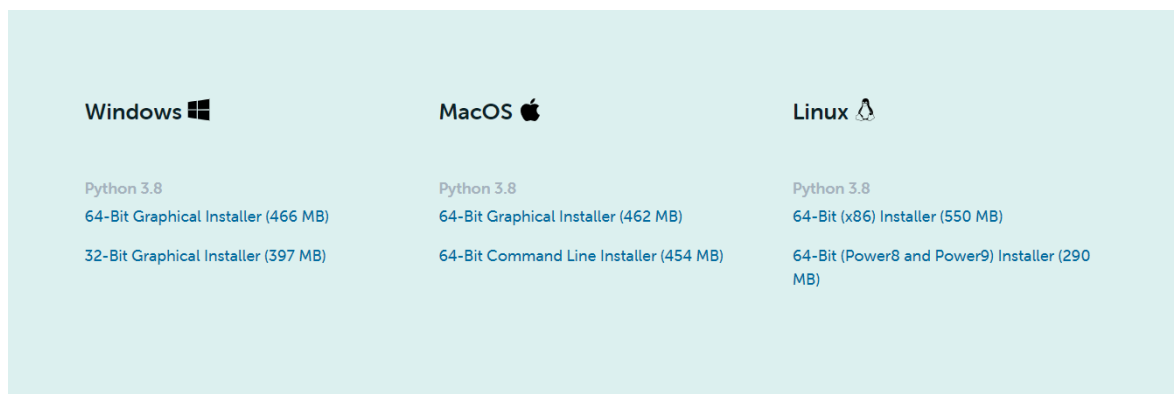 Windows
Python 3.8
64-Bit Graphical Installer (466 MB)
32-Bit Graphical Installer (397 MB)
MacOS
Python 3.8
64-Bit Graphical Installer (462 MB)
64-Bit Command Line Installer (454 MB)
Linux
Python 3.8
64-Bit (x86) Installer (550 MB)
64-Bit (Power8 and Power9) Installer (290
MB)